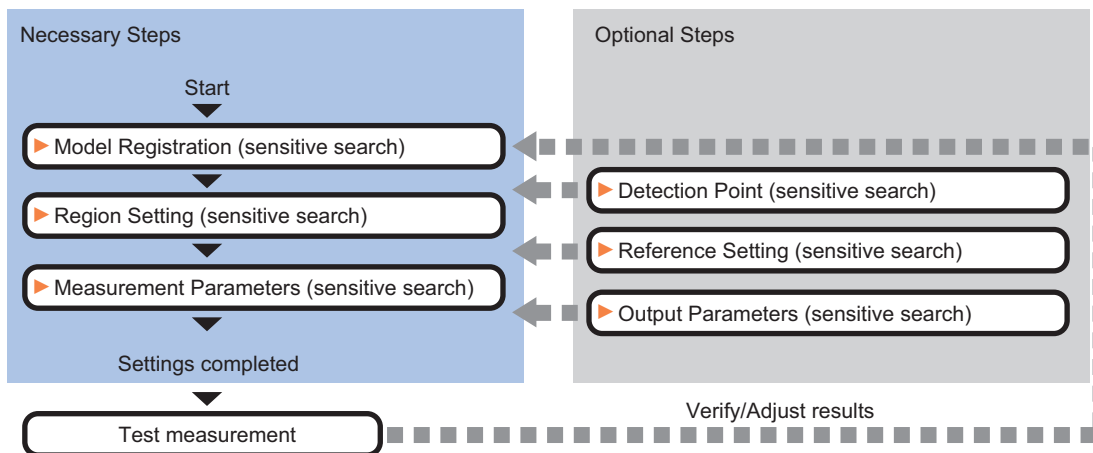 Necessary Steps
Start
Model Registration (sensitive search)
Region Setting (sensitive search)
Measurement Parameters (sensitive search)
Settings completed
Test measurement
Optional Steps
Detection Point (sensitive search)
Reference Setting (sensitive search)
Output Parameters (sensitive search)
Verify/Adjust results